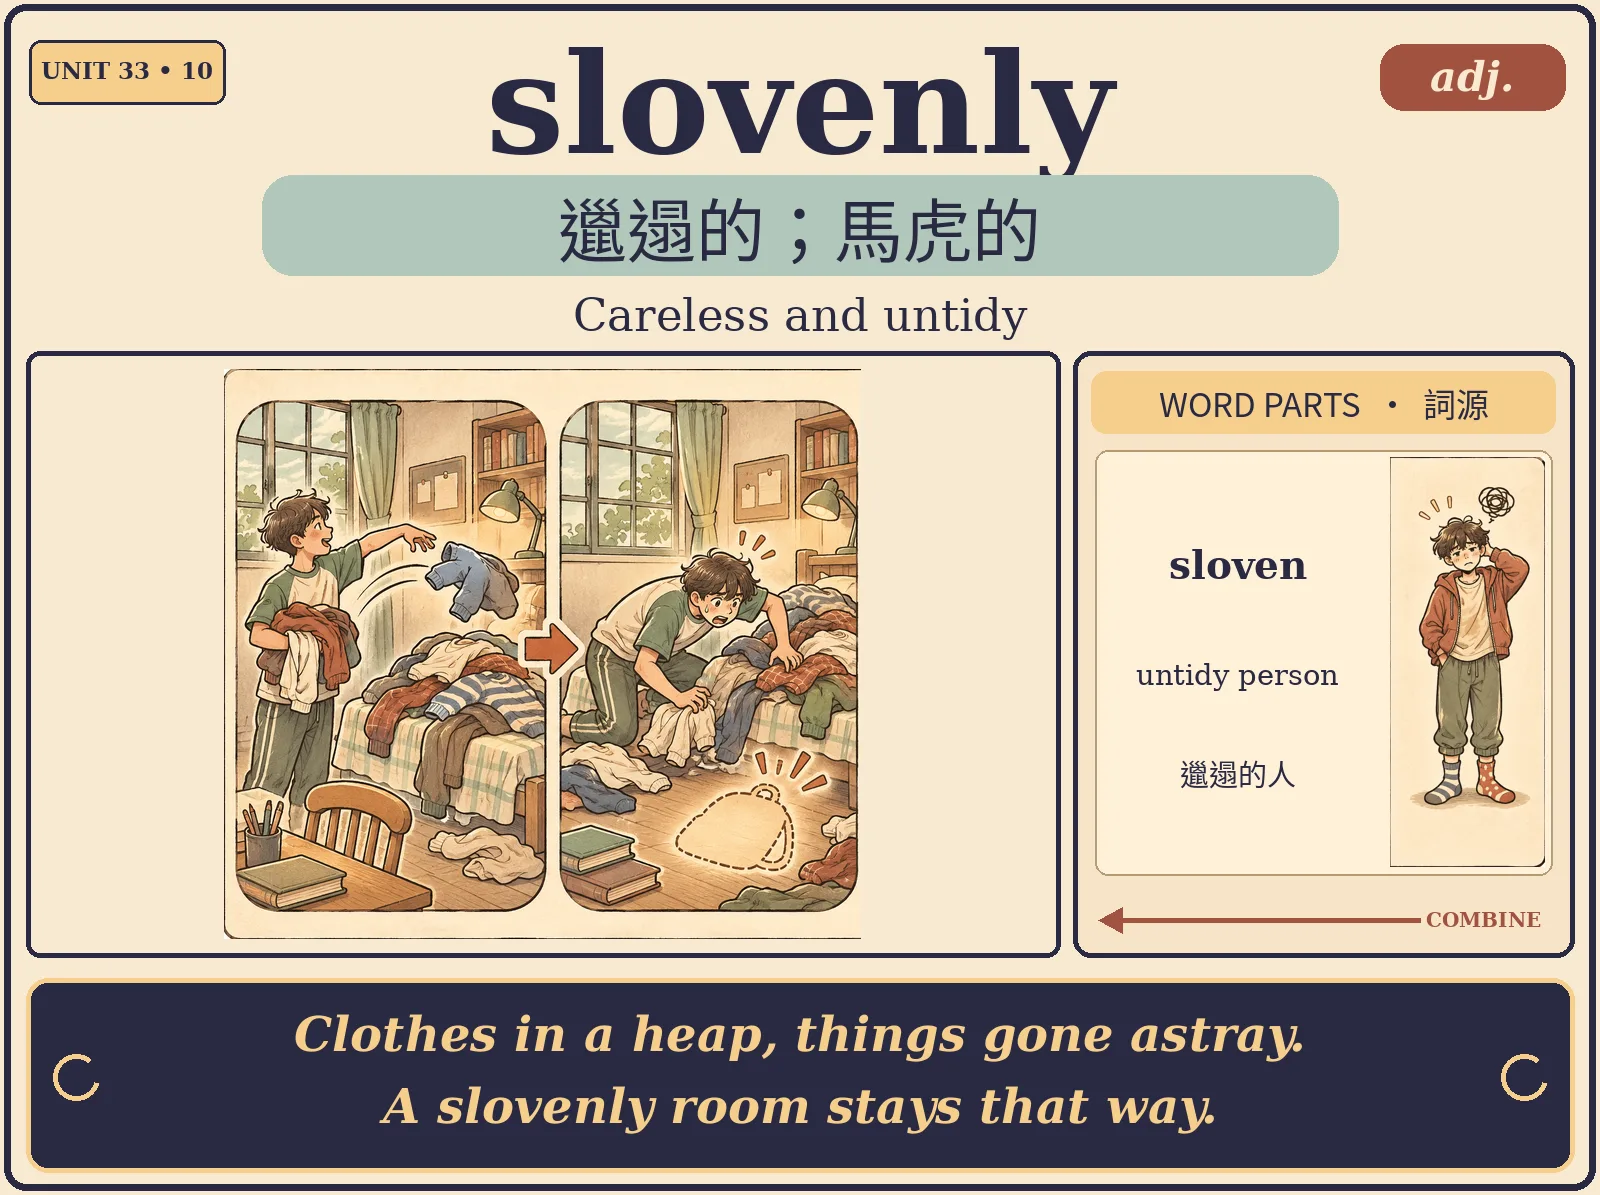 UNIT 33 • 10
slovenly
adj.
邋遢的；馬虎的
Careless and untidy
WORD PARTS • 詞源
sloven
untidy person
邋遢的人
COMBINE
Clothes in a heap, things gone astray.
A slovenly room stays that way.